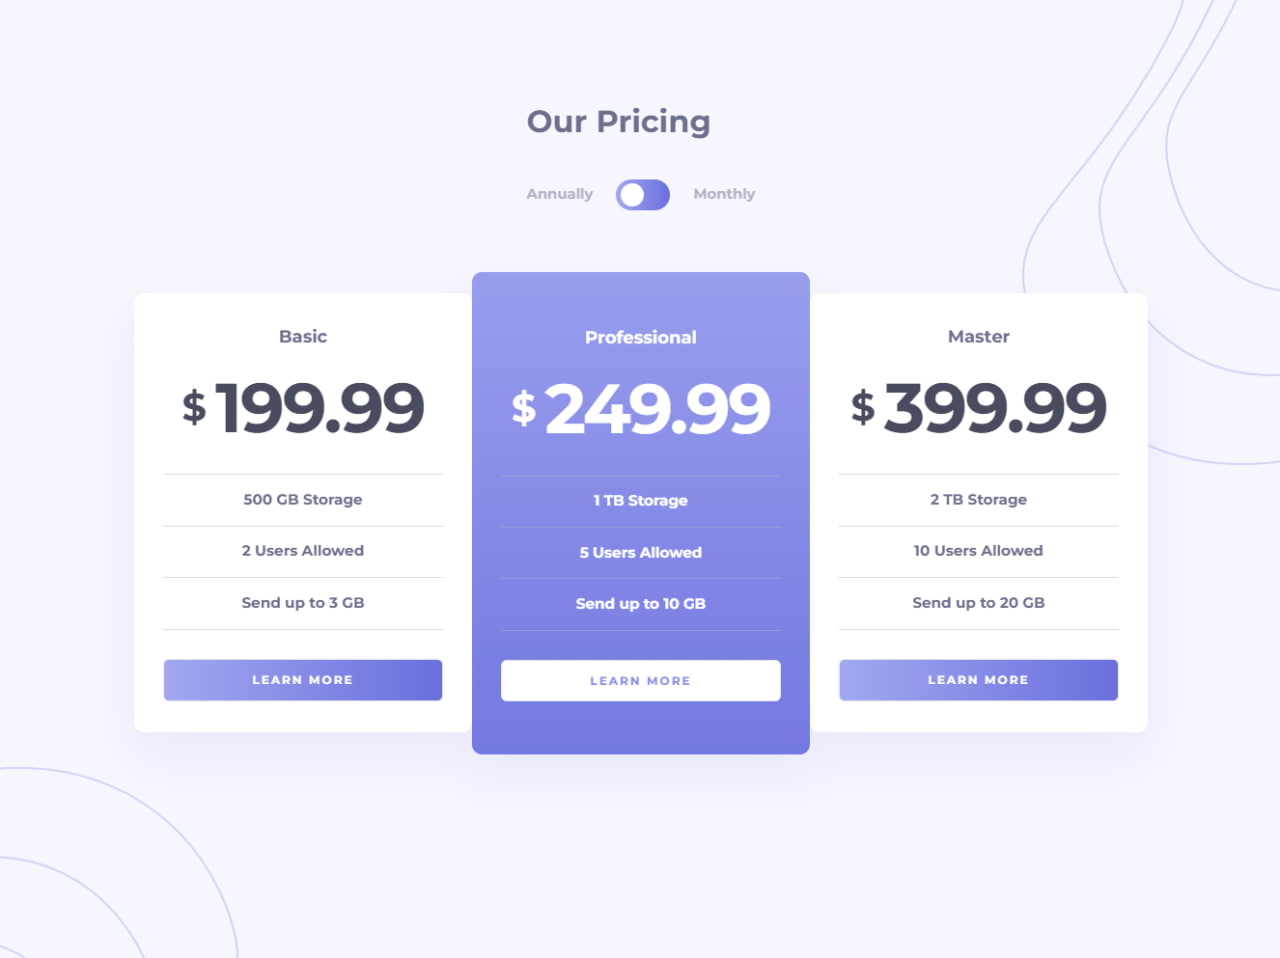 Our Pricing
Annually Monthly
Basic
$ 199.99
500 GB Storage
2 Users Allowed
Send up to 3 GB
LEARN MORE
Professional
$ 249.99
1 TB Storage
5 Users Allowed
Send up to 10 GB
LEARN MORE
Master
$ 399.99
2 TB Storage
10 Users Allowed
Send up to 20 GB
LEARN MORE